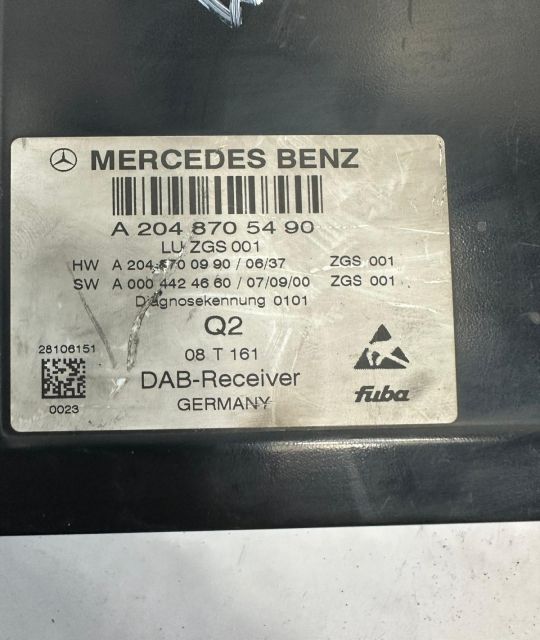 MERCEDES BENZ
A 204 870 54 90
LU ZGS 001
HW A 204 870 09 90 / 06/37 ZGS 001
SW A 000 442 46 60 / 07/09/00 ZGS 001
Diagnosekennung 0101
Q2
28106151
08 T 161
DAB-Receiver
0023
GERMANY
fuba